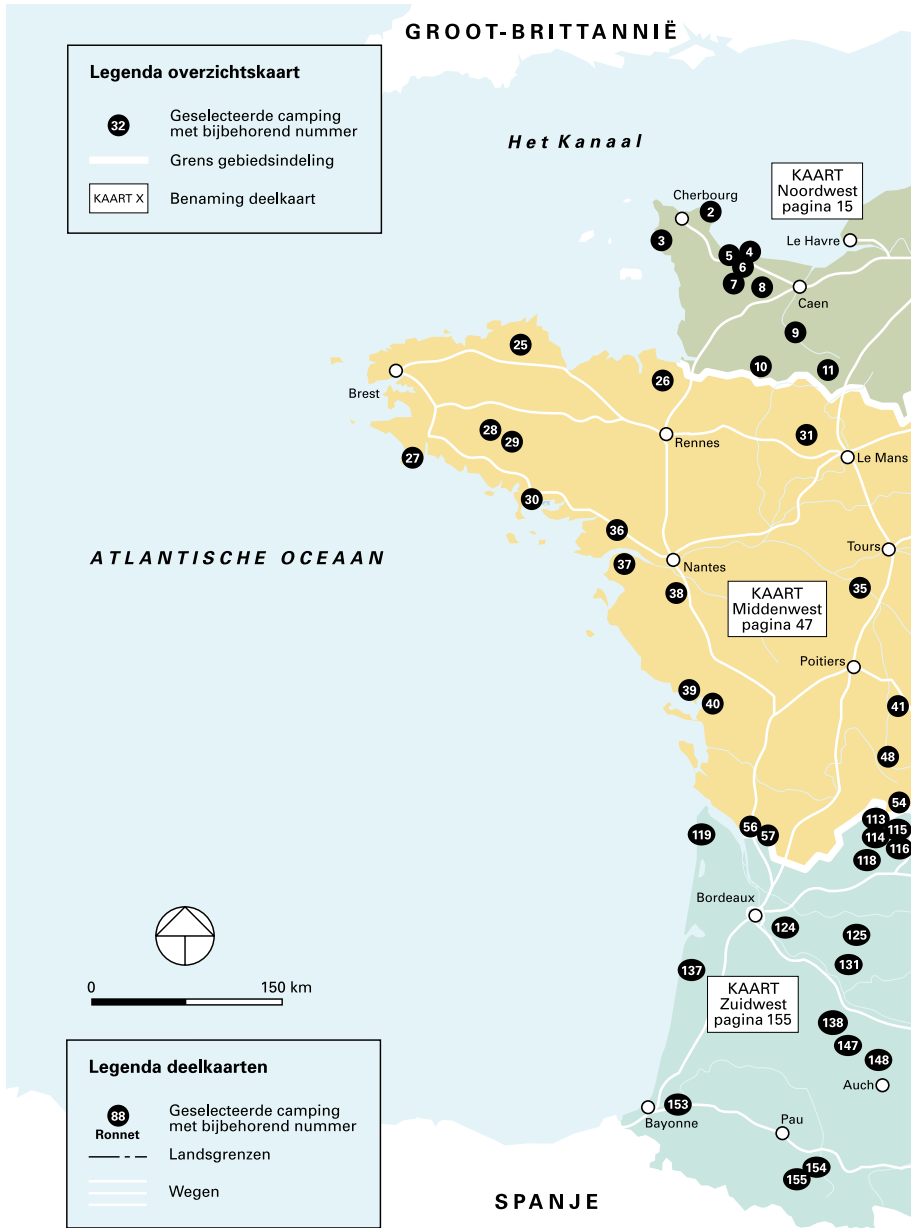 GROOT-BRITTANNIË
Legenda overzichtskaart
32
Geselecteerde camping
met bijbehorend nummer
Grens gebiedsindeling
KAART X
Benaming deelkaart
Het Kanaal
KAART
Noordwest
pagina 15
Cherbourg
2
3
Le Havre
4
5
6
7
8
Caen
9
10
11
25
26
Brest
28
29
27
Rennes
31
Le Mans
30
36
ATLANTISCHE OCEAAN
37
Nantes
Tours
38
35
KAART
Middenwest
pagina 47
Poitiers
39
40
41
48
54
113
119
56
57
115
114
116
118
Bordeaux
124
125
131
137
KAART
Zuidwest
pagina 155
0
150 km
138
147
148
Auch
153
Bayonne
Pau
154
155
Legenda deelkaarten
88
Ronnet
Geselecteerde camping
met bijbehorend nummer
Landsgrenzen
Wegen
SPANJE